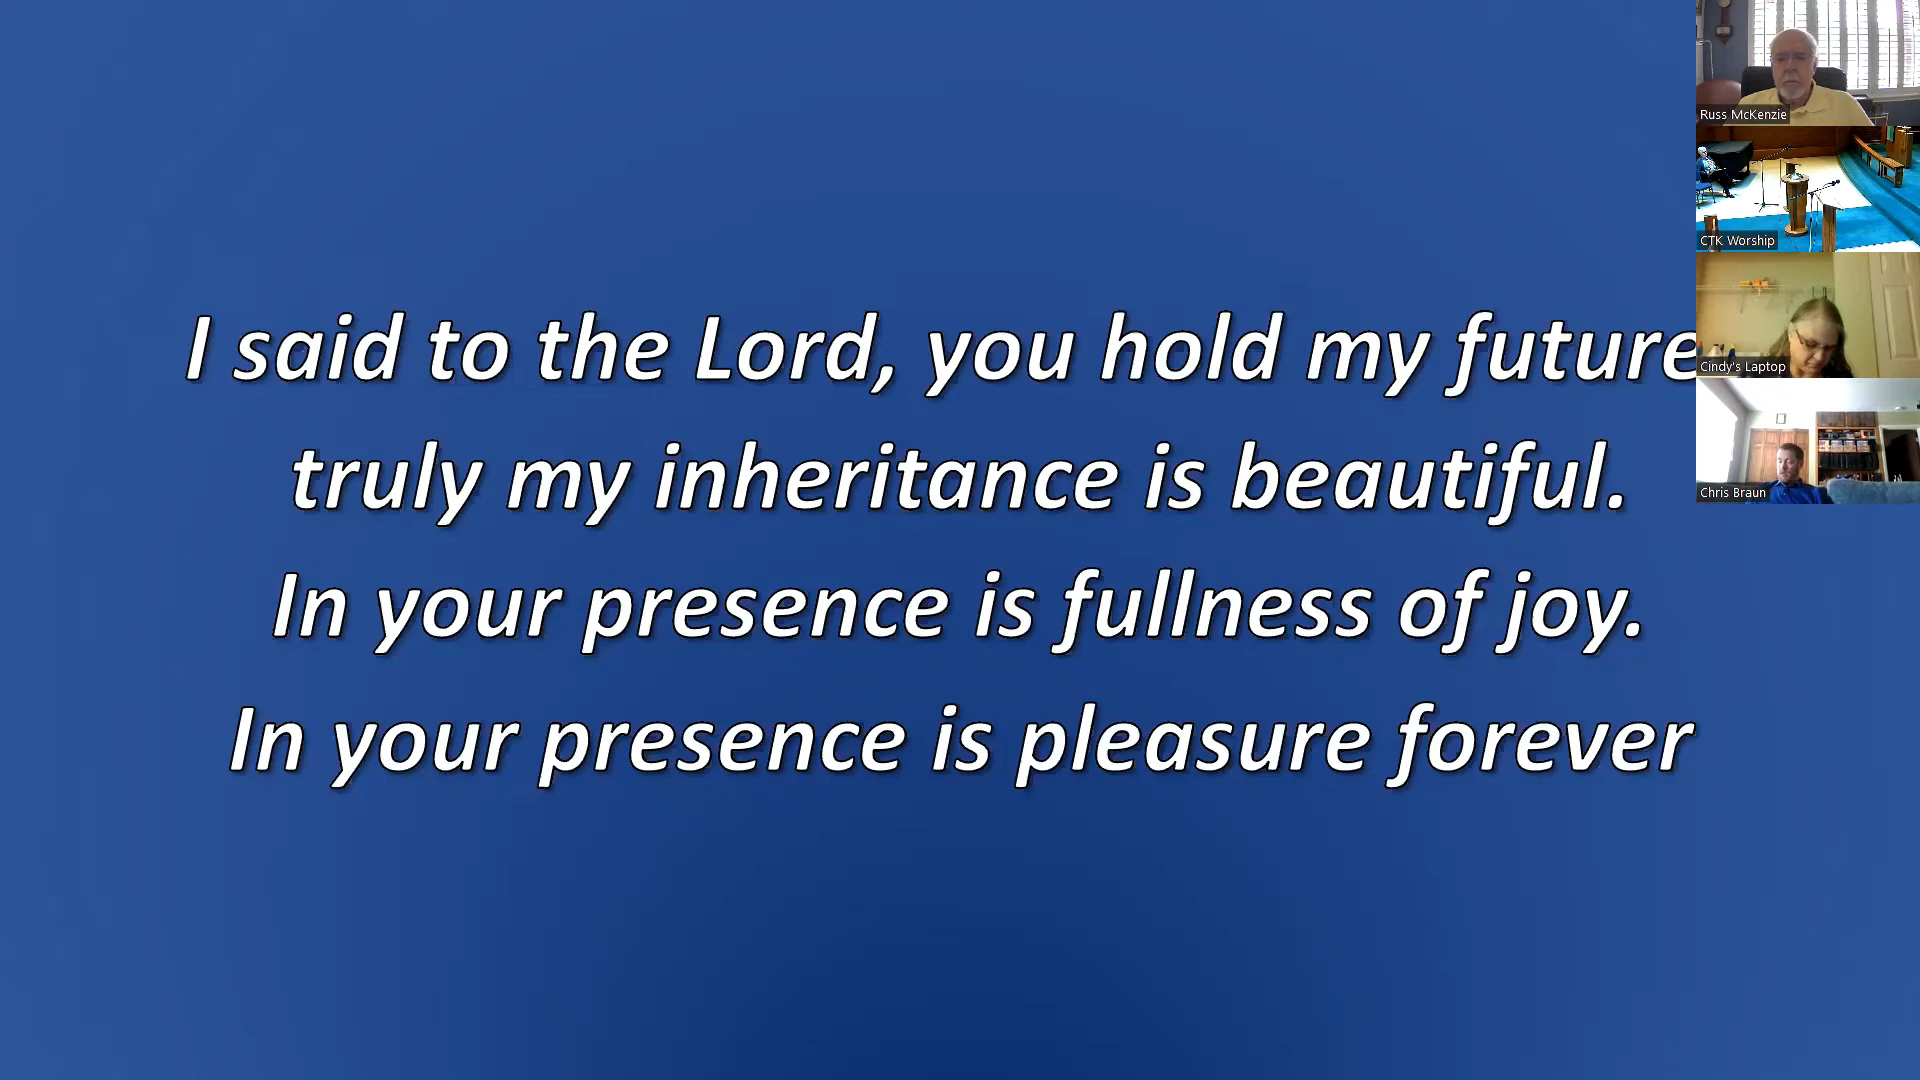 I said to the Lord, you hold my future
truly my inheritance is beautiful.
In your presence is fullness of joy.
In your presence is pleasure forever
Russ McKenzie
CTK Worship
Cindy's Laptop
Chris Braun